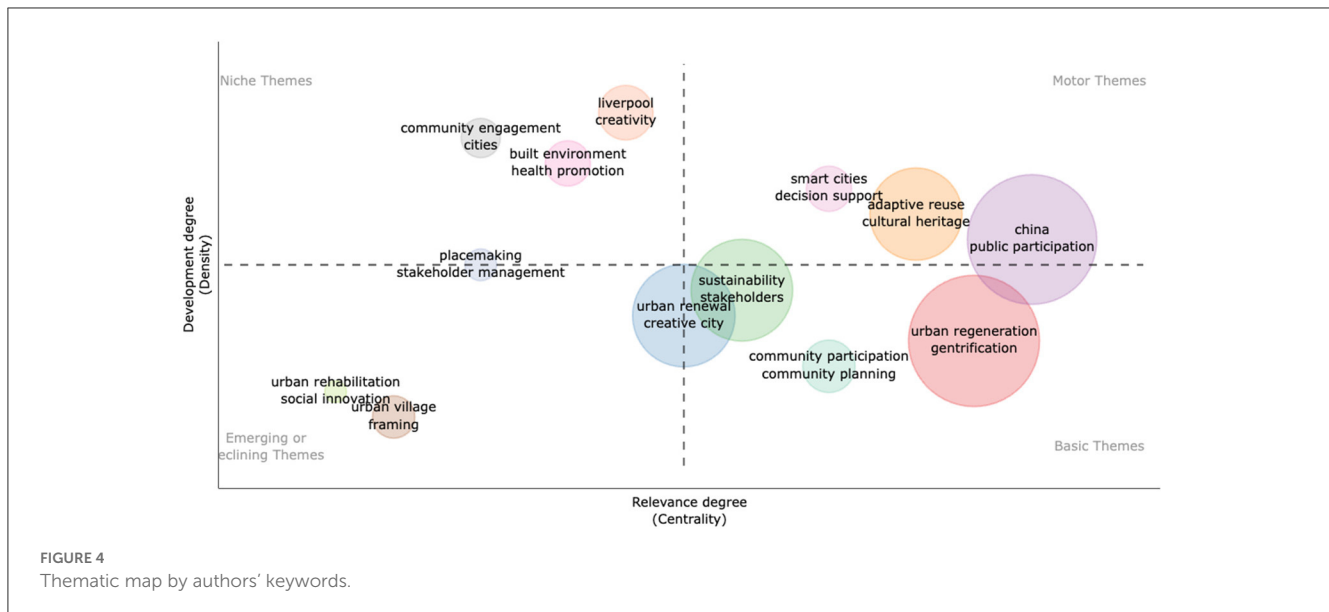 Niche Themes
Motor Themes
liverpool
creativity
community engagement
cities
built environment
health promotion
smart cities
decision support
adaptive reuse
cultural heritage
china
public participation
placemaking
stakeholder management
sustainability
stakeholders
urban renewal
creative city
urban regeneration
gentrification
community participation
community planning
urban rehabilitation
social innovation
urban village
framing
Emerging or
eclining Themes
Basic Themes
Development degree
(Density)
Relevance degree
(Centrality)
FIGURE 4
Thematic map by authors' keywords.